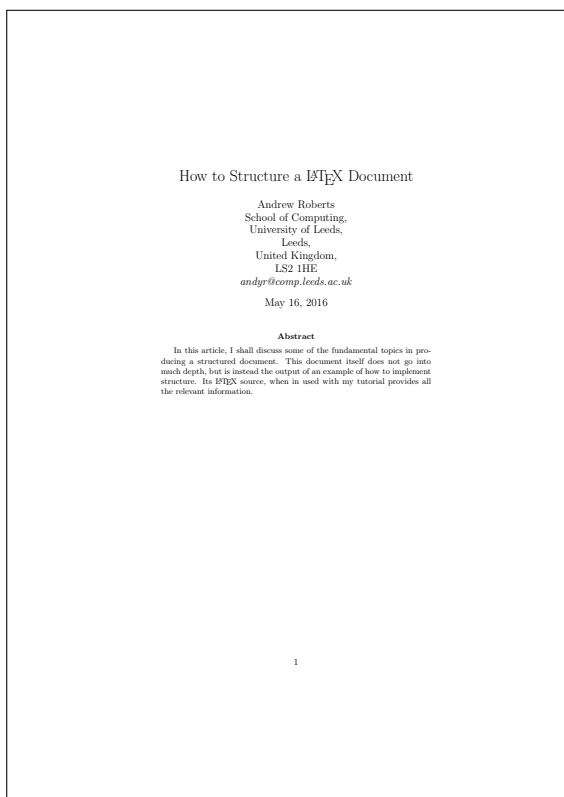 How to Structure a LATEX Document
Andrew Roberts
School of Computing,
University of Leeds,
Leeds,
United Kingdom,
LS2 1HE
andyr@comp.leeds.ac.uk
May 16, 2016
Abstract
In this article, I shall discuss some of the fundamental topics in pro-
ducing a structured document. This document itself does not go into
much depth, but is instead the output of an example of how to implement
structure. Its LATEX source, when in used with my tutorial provides all
the relevant information.
1